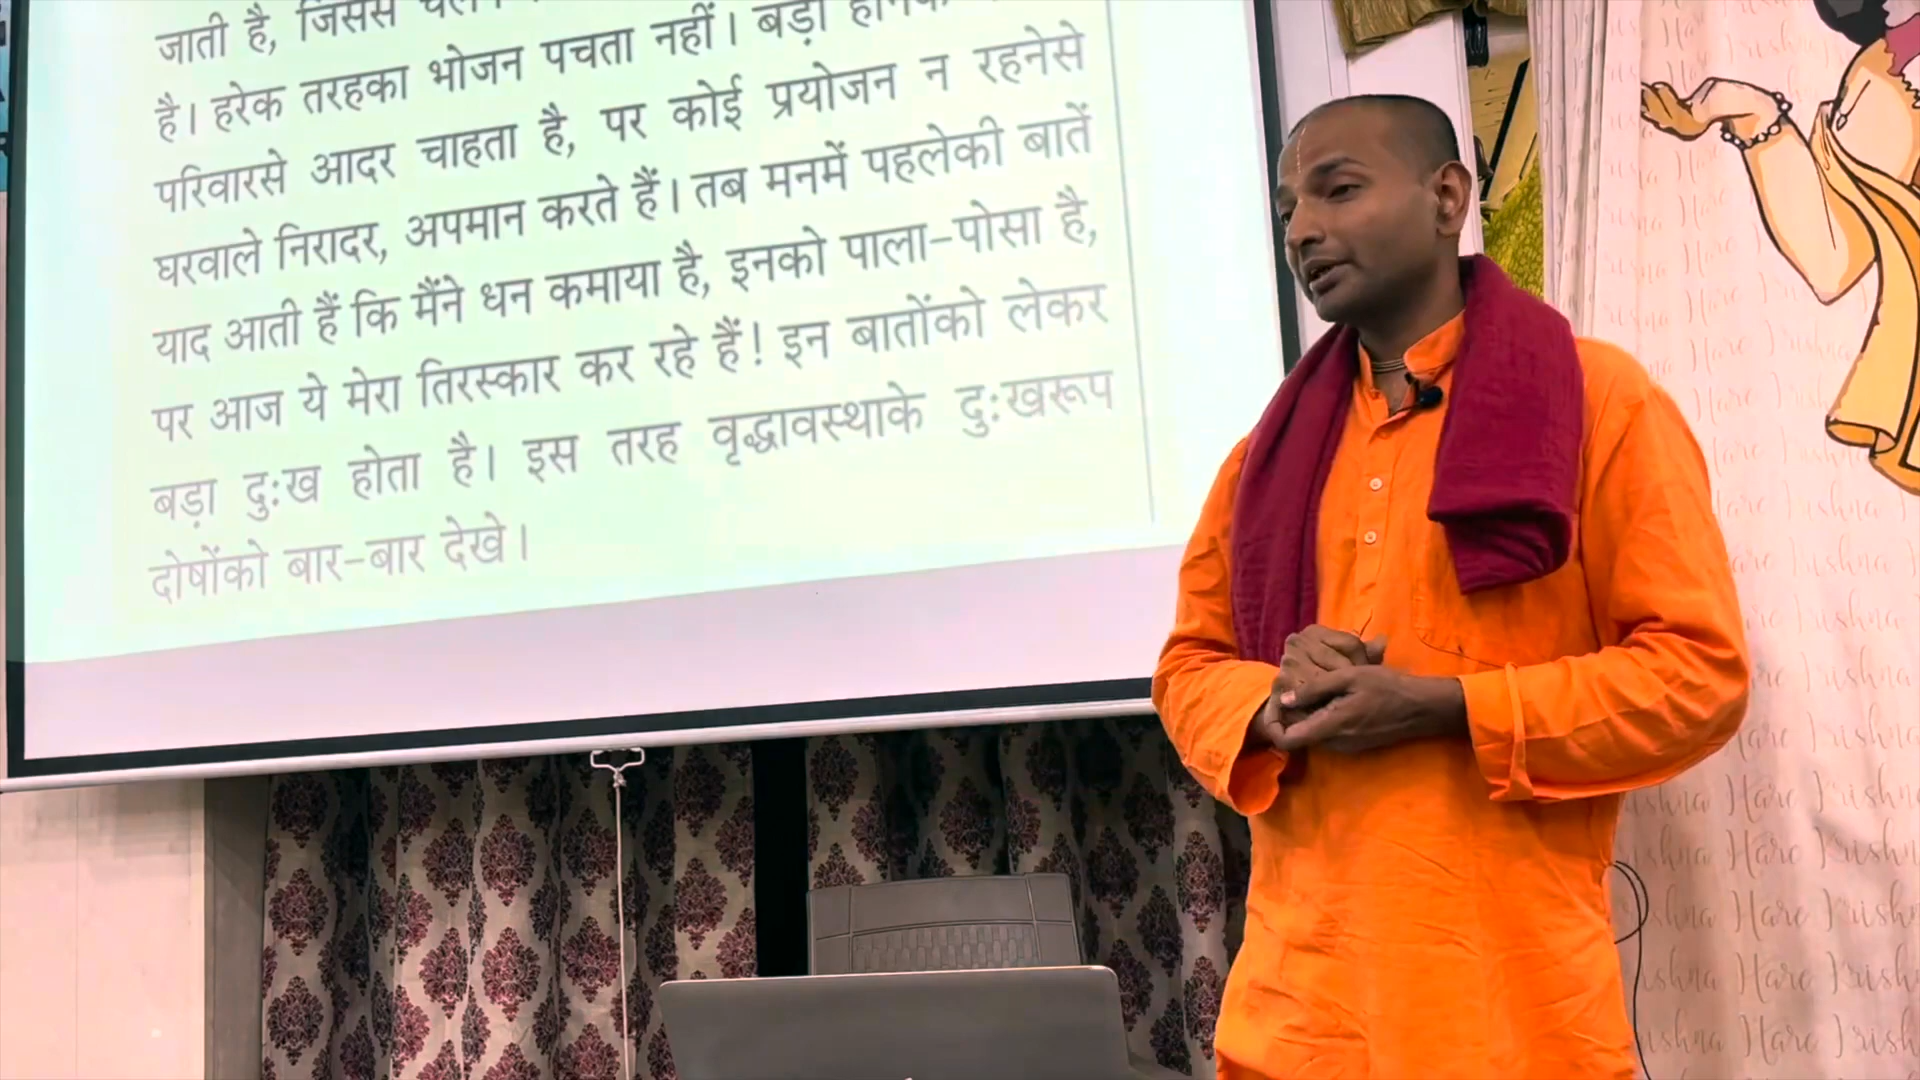 जाती है, जिससे
है। हरेक तरहका भोजन पचता नहीं। बड़ा
परिवारसे आदर चाहता है, पर कोई प्रयोजन न रहनेसे
घरवाले निरादर, अपमान करते हैं। तब मनमें पहलेकी बातें
याद आती हैं कि मैंने धन कमाया है, इनको पाला-पोसा है,
पर आज ये मेरा तिरस्कार कर रहे हैं! इन बातोंको लेकर
बड़ा दुःख होता है। इस तरह वृद्धावस्थाके दुःखरूप
दोषोंको बार-बार देखे।
Hare Krishna